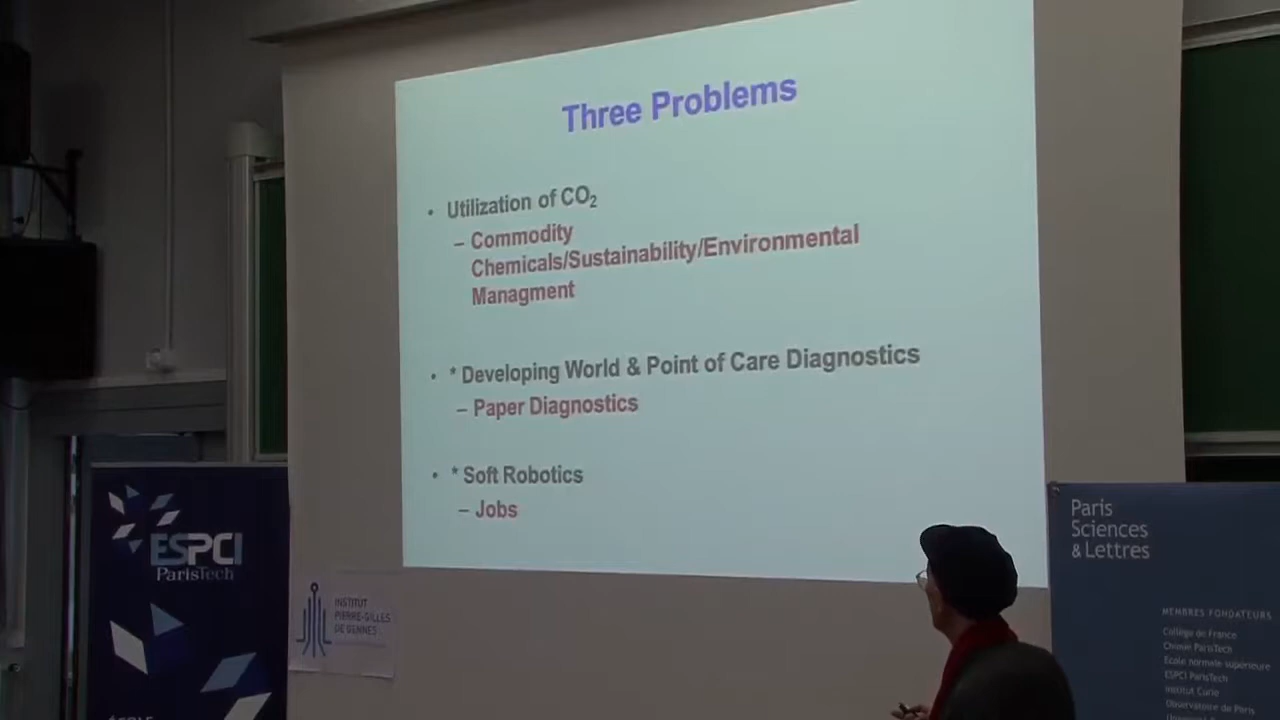 Three Problems
• Utilization of CO₂
– Commodity
Chemicals/Sustainability/Environmental
Managment
• * Developing World & Point of Care Diagnostics
– Paper Diagnostics
• * Soft Robotics
– Jobs
ESPCI
ParisTech
INSTITUT
PIERRE-GILLES
DE GENNES
Paris
Sciences
& Lettres
MEMBRES FONDATEURS
Collège de France
Chimie ParisTech
Ecole normale supérieure
ESPCI ParisTech
Institut Curie
Observatoire de Paris